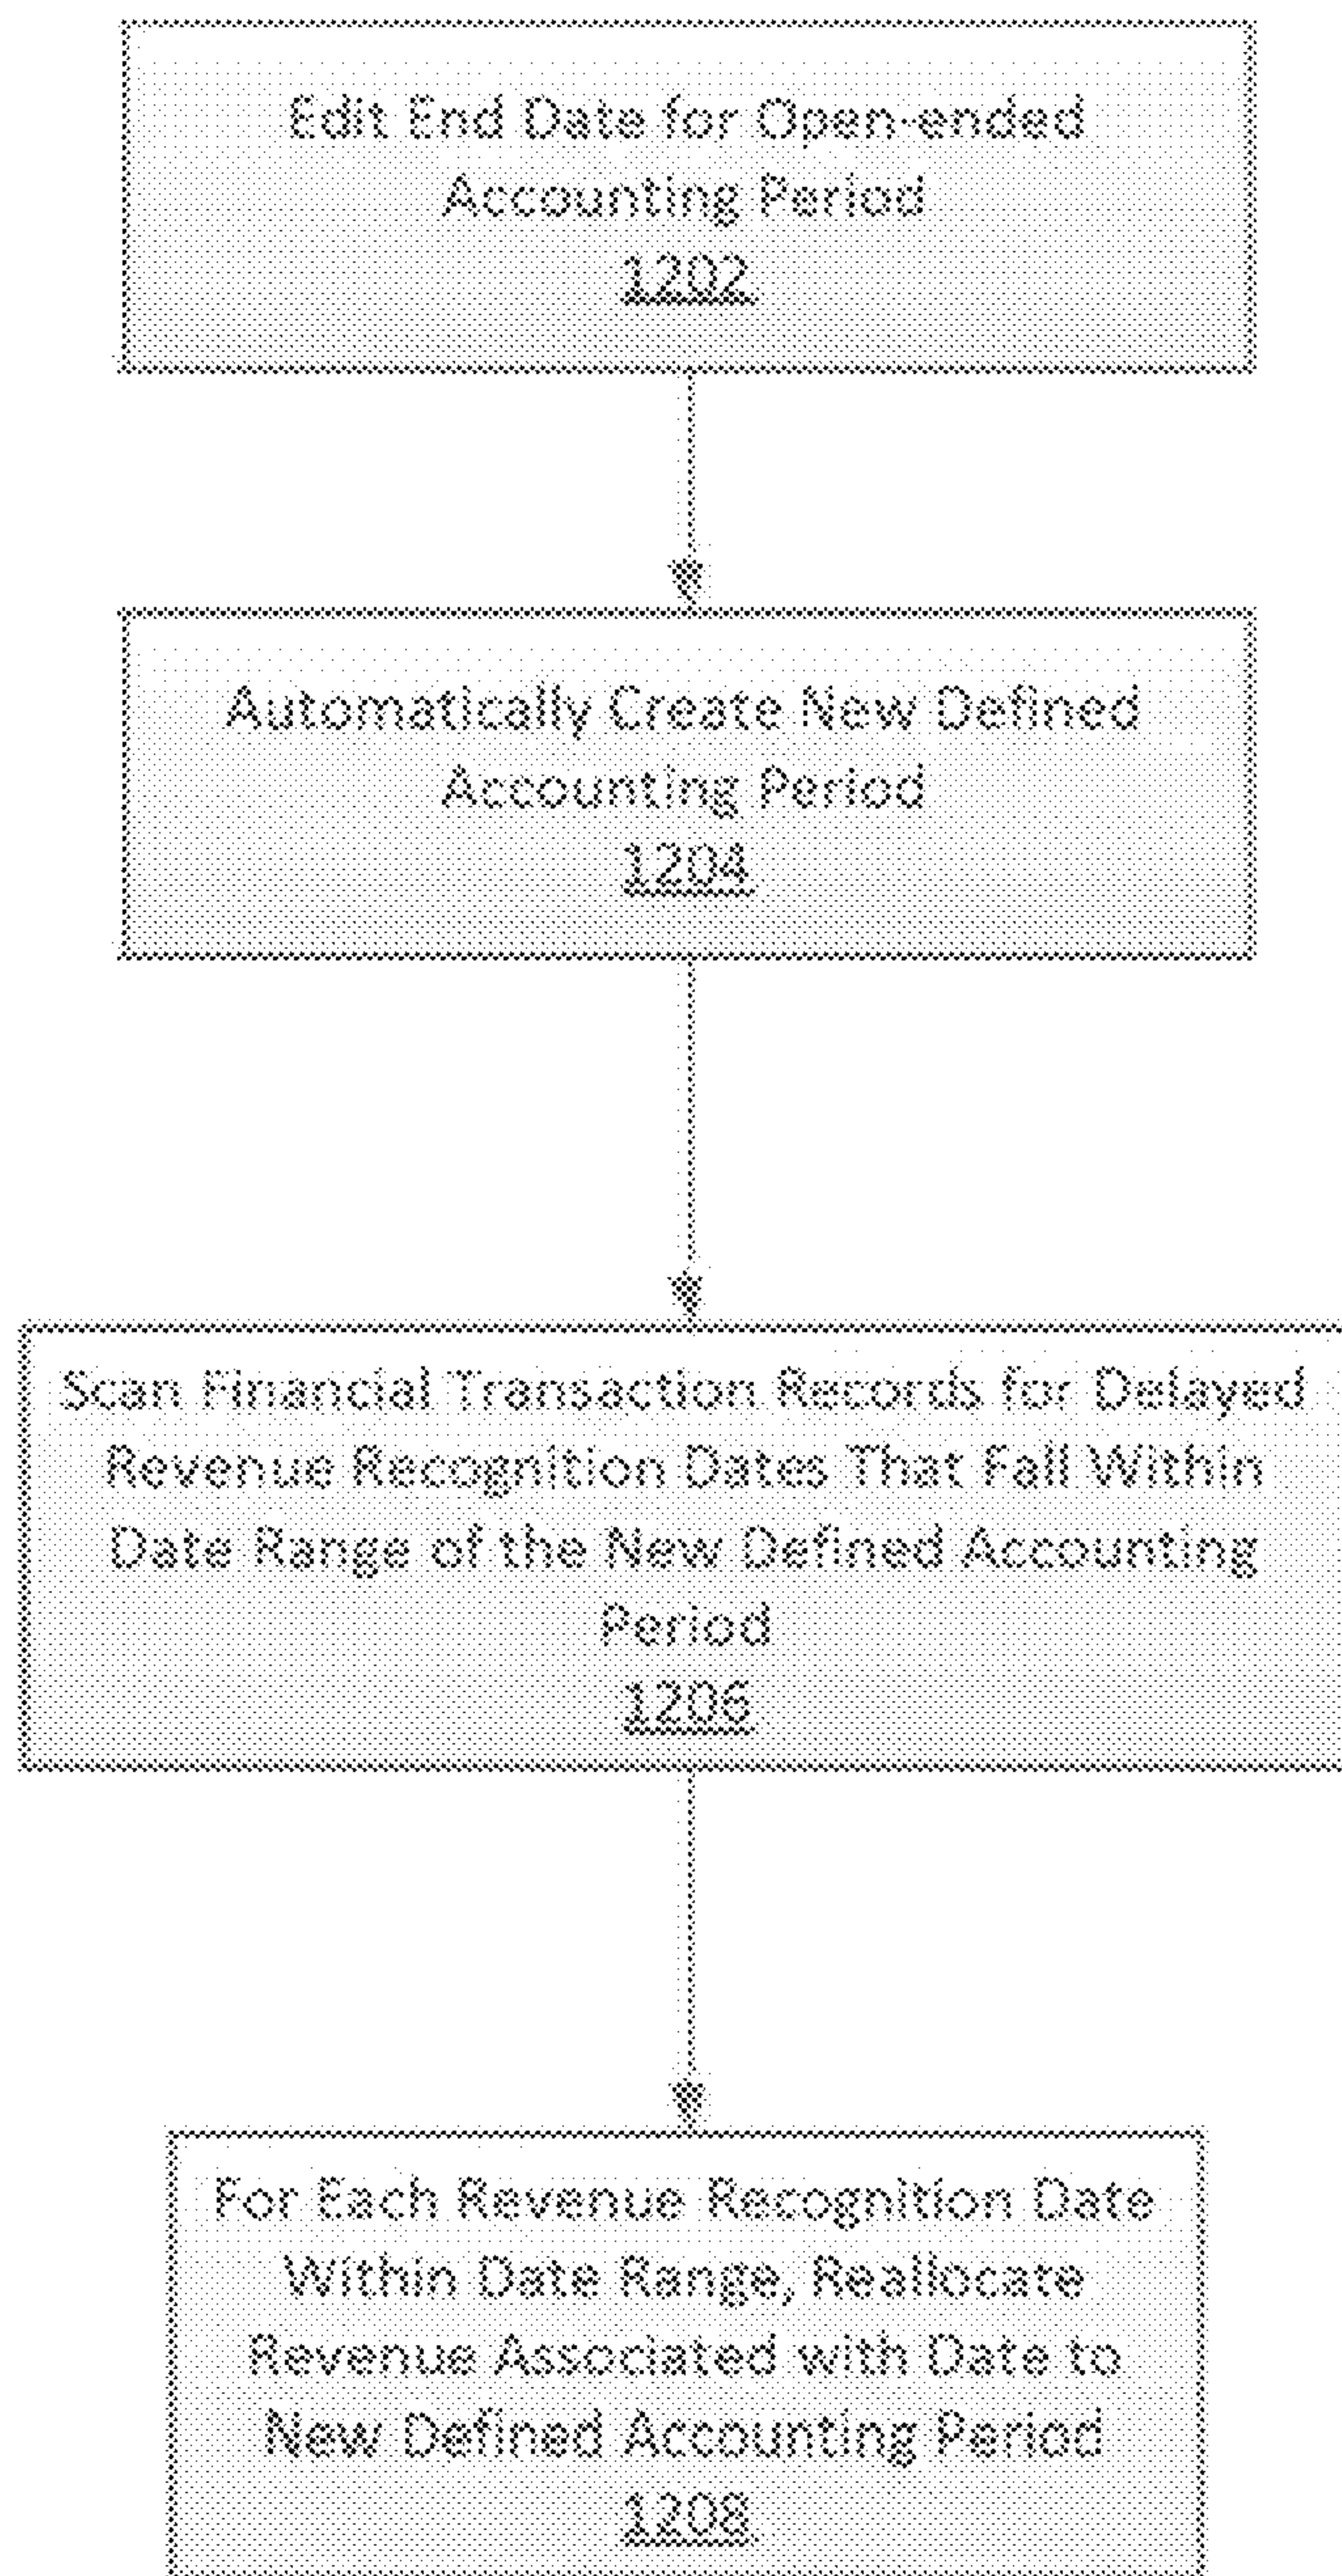 Edit End Date for Open-ended
Accounting Period
1202
Automatically Create New Defined
Accounting Period
1204
Scan Financial Transaction Records for Delayed
Revenue Recognition Dates That Fall Within
Date Range of the New Defined Accounting
Period
1206
For Each Revenue Recognition Date
Within Date Range, Reallocate
Revenue Associated with Date to
New Defined Accounting Period
1208